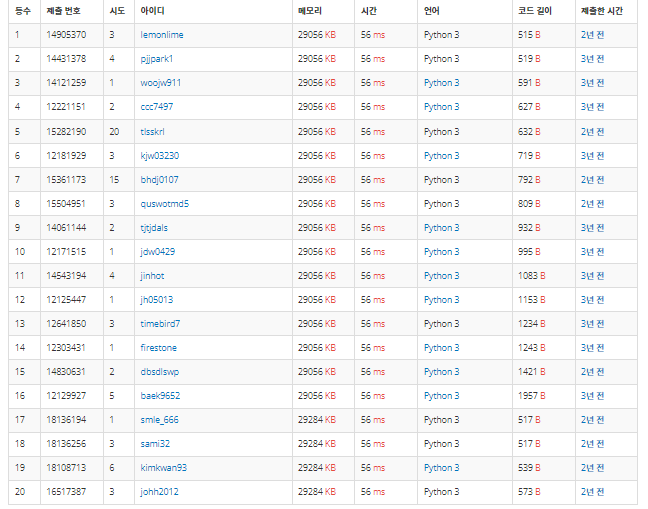 등수 제출 번호 시도 아이디 메모리 시간 언어 코드 길이 제출한 시간
1 14905370 3 lemonlime 29056 KB 56 ms Python 3 515 B 2년 전
2 14431378 4 pjjpark1 29056 KB 56 ms Python 3 519 B 3년 전
3 14121259 1 woojw911 29056 KB 56 ms Python 3 591 B 3년 전
4 12221151 2 ccc7497 29056 KB 56 ms Python 3 627 B 3년 전
5 15282190 20 tlsskrl 29056 KB 56 ms Python 3 632 B 2년 전
6 12181929 3 kjw03230 29056 KB 56 ms Python 3 719 B 3년 전
7 15361173 15 bhdj0107 29056 KB 56 ms Python 3 792 B 2년 전
8 15504951 3 quswotmd5 29056 KB 56 ms Python 3 809 B 2년 전
9 14061144 2 tjtjdals 29056 KB 56 ms Python 3 932 B 3년 전
10 12171515 1 jdw0429 29056 KB 56 ms Python 3 995 B 3년 전
11 14543194 4 jinhot 29056 KB 56 ms Python 3 1083 B 3년 전
12 12125447 1 jh05013 29056 KB 56 ms Python 3 1153 B 3년 전
13 12641850 3 timebird7 29056 KB 56 ms Python 3 1234 B 3년 전
14 12303431 1 firestone 29056 KB 56 ms Python 3 1243 B 3년 전
15 14830631 2 dbsdlswp 29056 KB 56 ms Python 3 1421 B 2년 전
16 12129927 5 baek9652 29056 KB 56 ms Python 3 1957 B 3년 전
17 18136194 1 smie_666 29284 KB 56 ms Python 3 517 B 2년 전
18 18136256 3 sami32 29284 KB 56 ms Python 3 517 B 2년 전
19 18108713 6 kimkwan93 29284 KB 56 ms Python 3 539 B 2년 전
20 16517387 3 johh2012 29284 KB 56 ms Python 3 573 B 2년 전